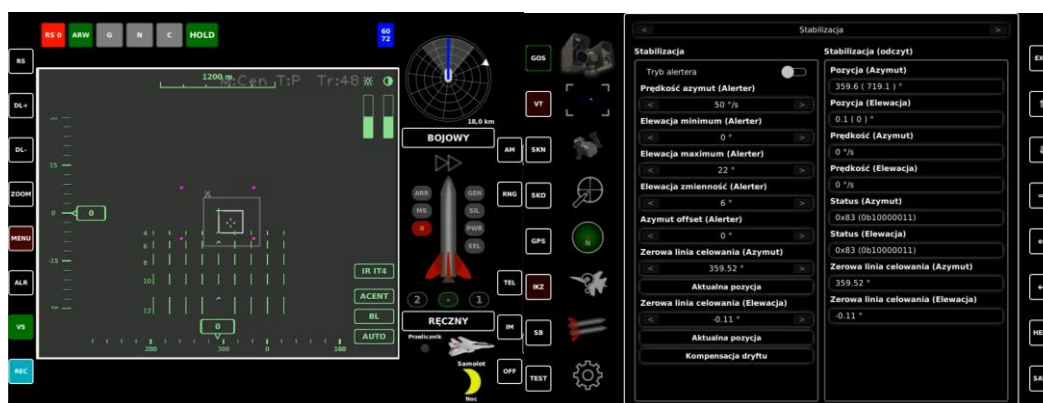 RS 0 ARW G N C HOLD
60
72
RS
DL+
DL-
ZOOM
MENU
ALR
VS
REC
1200 m
M:Cen T:P Tr:48
15
0 0
-15
4
6
8
10
12
0
200 300 0 100
IR IT4
ACENT
BL
AUTO
18,0 km
BOJOWY
ARR GEN
MS SIL
0 PWR
SEL
2 1
RĘCZNY
Przelicznik
Samolot
Noc
AM
RNG
TEL
IM
OFF
GOS
VT
SKN
SKO
GPS
IKZ
SB
TEST
N
< Stabilizacja >
Stabilizacja
Tryb alertera
Prędkość azymut (Alerter)
< 50 °/s >
Elewacja minimum (Alerter)
< 0 ° >
Elewacja maximum (Alerter)
< 22 ° >
Elewacja zmienność (Alerter)
< 6 ° >
Azymut offset (Alerter)
< 0 ° >
Zerowa linia celowania (Azymut)
< 359.52 ° >
Aktualna pozycja
Zerowa linia celowania (Elewacja)
< -0.11 ° >
Aktualna pozycja
Kompensacja dryftu
Stabilizacja (odczyt)
Pozycja (Azymut)
359.6 ( 719.1 ) °
Pozycja (Elewacja)
0.1 ( 0 ) °
Prędkość (Azymut)
0 °/s
Prędkość (Elewacja)
0 °/s
Status (Azymut)
0x83 (0b10000011)
Status (Elewacja)
0x83 (0b10000011)
Zerowa linia celowania (Azymut)
359.52 °
Zerowa linia celowania (Elewacja)
-0.11 °